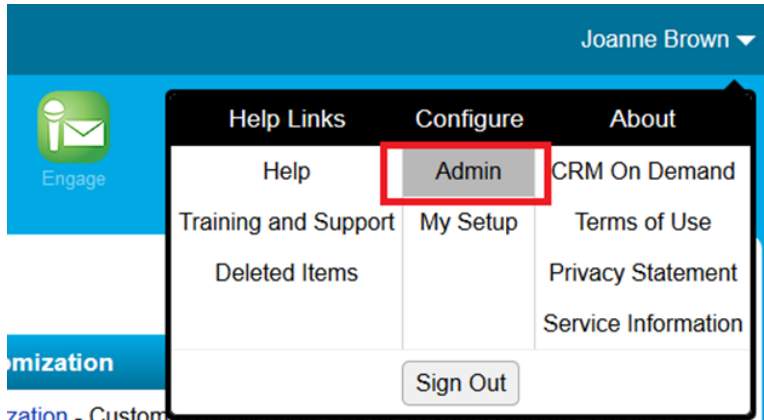 Joanne Brown
Engage
Help Links Configure About
Help Admin CRM On Demand
Training and Support My Setup Terms of Use
Deleted Items Privacy Statement
Service Information
omization
Sign Out
zation - Custom